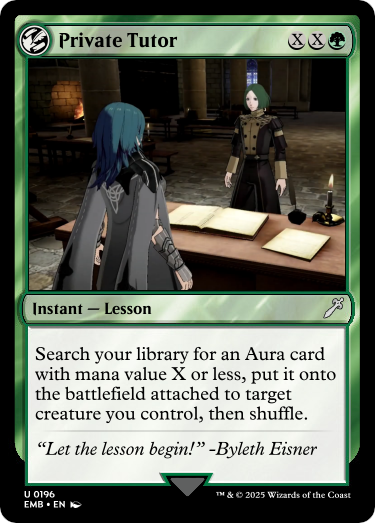 Private Tutor X X
Instant — Lesson
Search your library for an Aura card
with mana value X or less, put it onto
the battlefield attached to target
creature you control, then shuffle.
“Let the lesson begin!” -Byleth Eisner
U 0196
EMB • EN
™ & © 2025 Wizards of the Coast